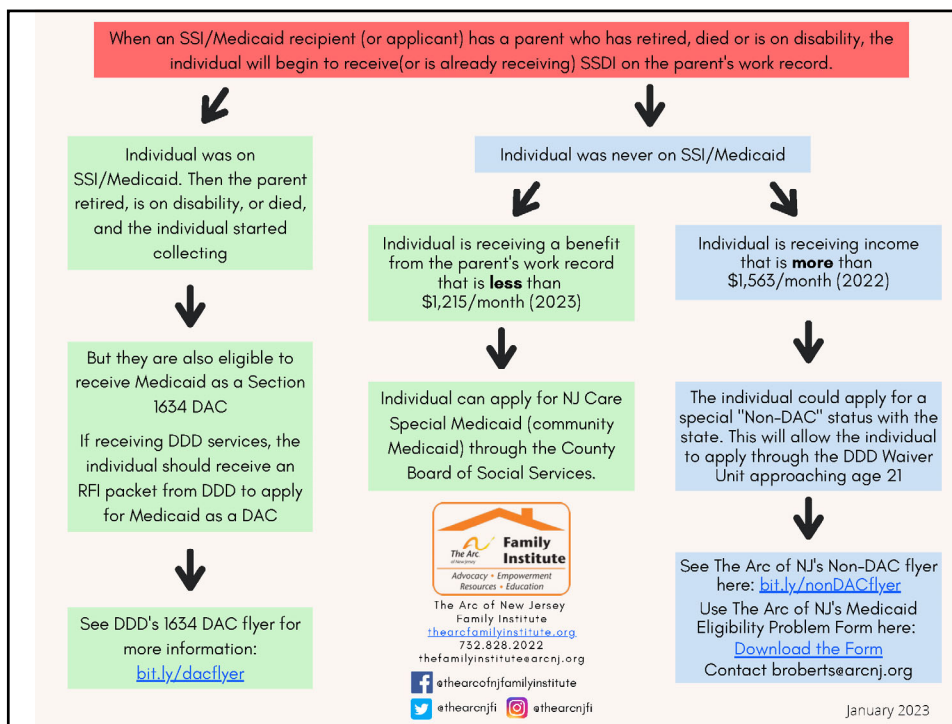 When an SSI/Medicaid recipient (or applicant) has a parent who has retired, died or is on disability, the
individual will begin to receive(or is already receiving) SSDI on the parent's work record.
Individual was on
SSI/Medicaid. Then the parent
retired, is on disability, or died,
and the individual started
collecting
But they are also eligible to
receive Medicaid as a Section
1634 DAC
If receiving DDD services, the
individual should receive an
RFI packet from DDD to apply
for Medicaid as a DAC
See DDD's 1634 DAC flyer for
more information:
bit.ly/dacflyer
Individual was never on SSI/Medicaid
Individual is receiving a benefit
from the parent's work record
that is less than
$1,215/month (2023)
Individual can apply for NJ Care
Special Medicaid (community
Medicaid) through the County
Board of Social Services.
Individual is receiving income
that is more than
$1,563/month (2022)
The individual could apply for a
special "Non-DAC" status with the
state. This will allow the individual
to apply through the DDD Waiver
Unit approaching age 21
See The Arc of NJ's Non-DAC flyer
here: bit.ly/nonDACflyer
Use The Arc of NJ's Medicaid
Eligibility Problem Form here:
Download the Form
Contact broberts@arcnj.org
The Arc
of New Jersey
Family
Institute
Advocacy • Empowerment
Resources • Education
The Arc of New Jersey
Family Institute
thearcfamilyinstitute.org
732.828.2022
thefamilyinstitute@arcnj.org
@thearcofnjfamilyinstitute
@thearcnjfi @thearcnjfi
January 2023